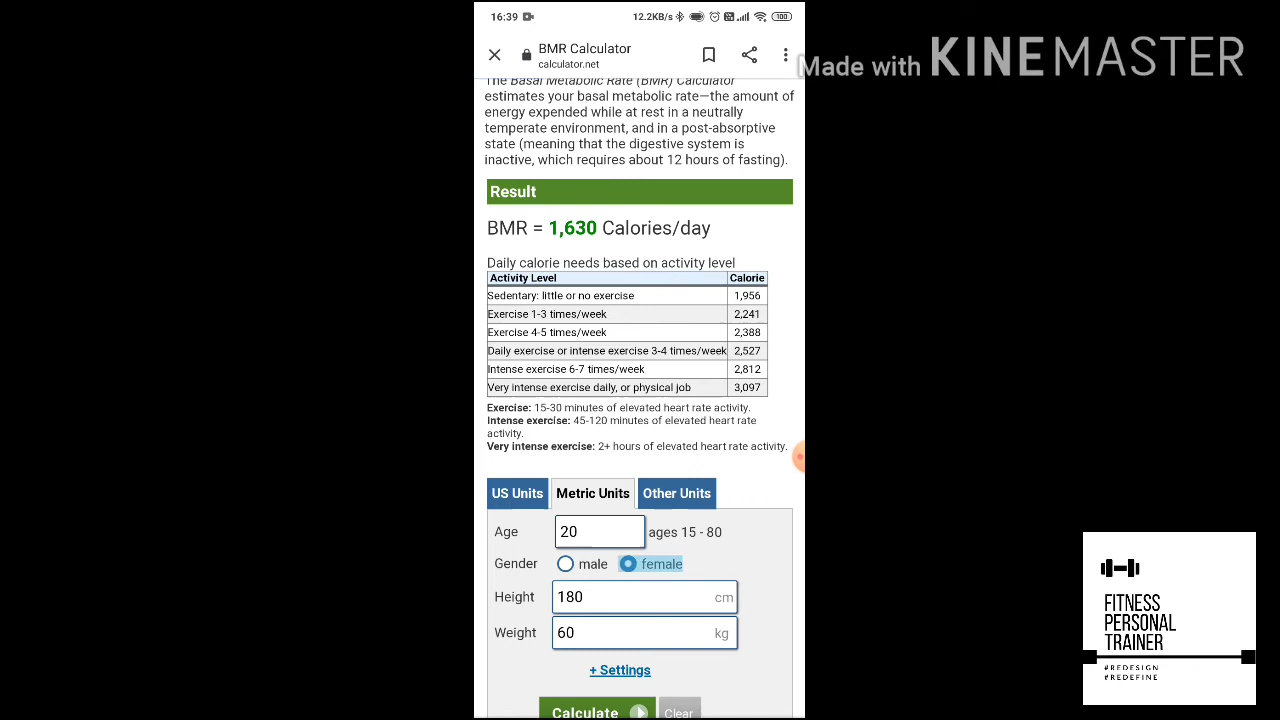 16:39
12.2KB/s
100
BMR Calculator
calculator.net
Made with KINEMASTER
The Basal Metabolic Rate (BMR) Calculator
estimates your basal metabolic rate—the amount of
energy expended while at rest in a neutrally
temperate environment, and in a post-absorptive
state (meaning that the digestive system is
inactive, which requires about 12 hours of fasting).
Result
BMR = 1,630 Calories/day
Daily calorie needs based on activity level
Activity Level Calorie
Sedentary: little or no exercise 1,956
Exercise 1-3 times/week 2,241
Exercise 4-5 times/week 2,388
Daily exercise or intense exercise 3-4 times/week 2,527
Intense exercise 6-7 times/week 2,812
Very intense exercise daily, or physical job 3,097
Exercise: 15-30 minutes of elevated heart rate activity.
Intense exercise: 45-120 minutes of elevated heart rate
activity.
Very intense exercise: 2+ hours of elevated heart rate activity.
US Units Metric Units Other Units
Age 20 ages 15 - 80
Gender male female
Height 180 cm
Weight 60 kg
+ Settings
Calculate Clear
FITNESS
PERSONAL
TRAINER
#REDESIGN
#REDEFINE